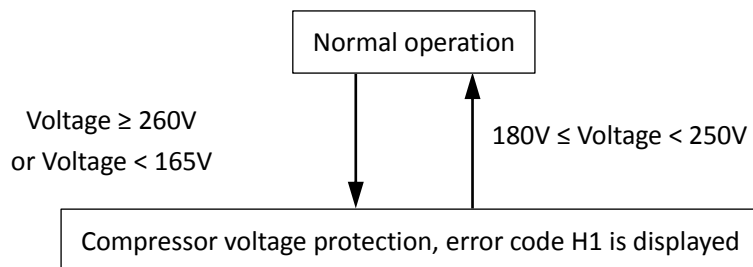 Normal operation
Voltage ≥ 260V
or Voltage < 165V
180V ≤ Voltage < 250V
Compressor voltage protection, error code H1 is displayed